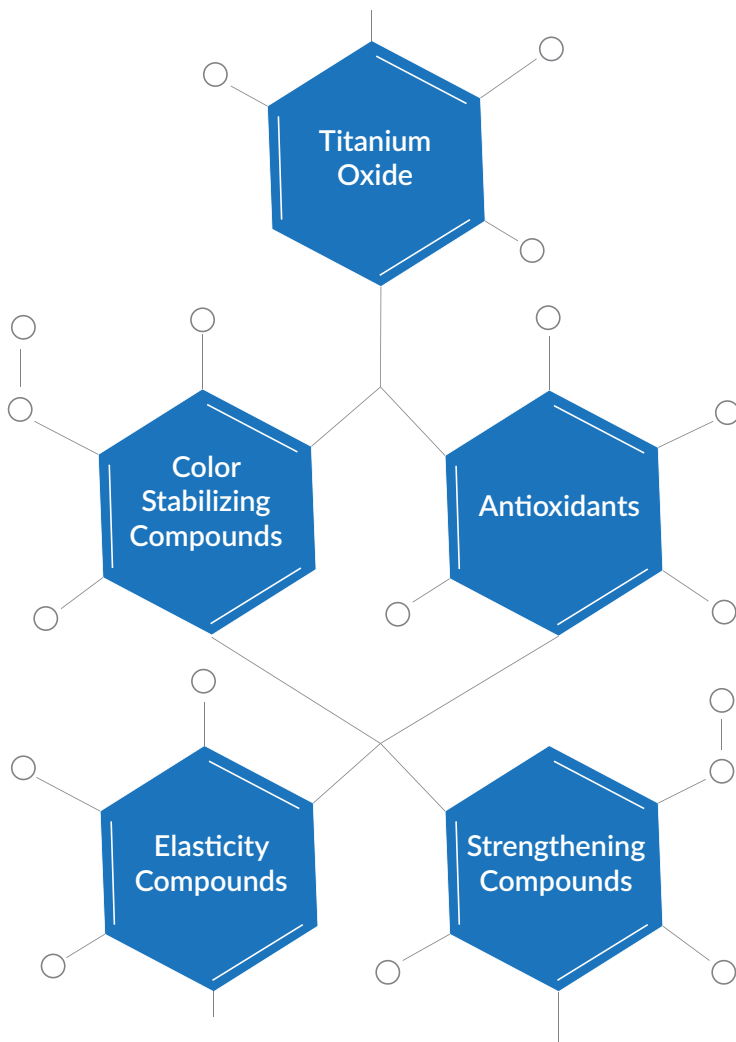 Titanium
Oxide
Color
Stabilizing
Compounds
Antioxidants
Elasticity
Compounds
Strengthening
Compounds